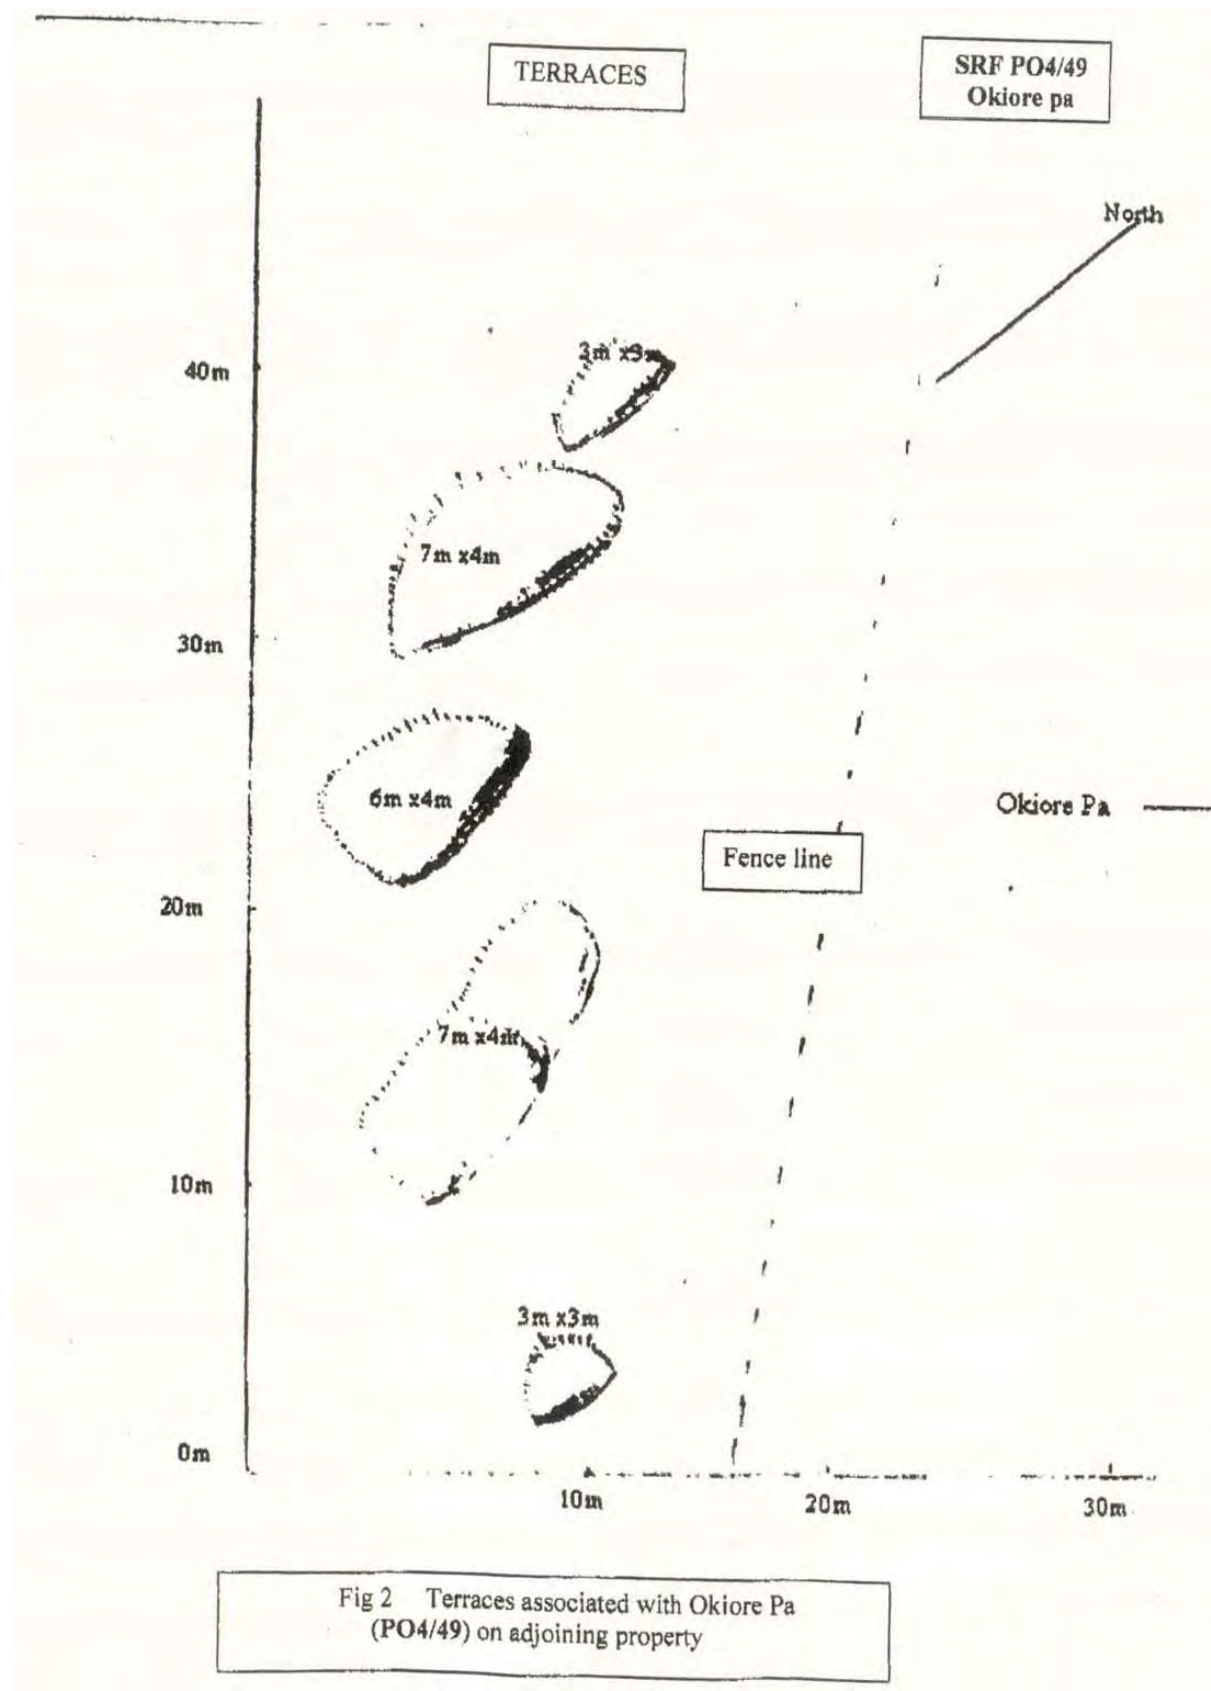 TERRACES
SRF PO4/49
Okiore pa
North
40m
3m x3m
7m x4m
30m
6m x4m
Okiore Pa
Fence line
20m
7m x4m
10m
3m x3m
0m
10m
20m
30m
Fig 2 Terraces associated with Okiore Pa
(PO4/49) on adjoining property